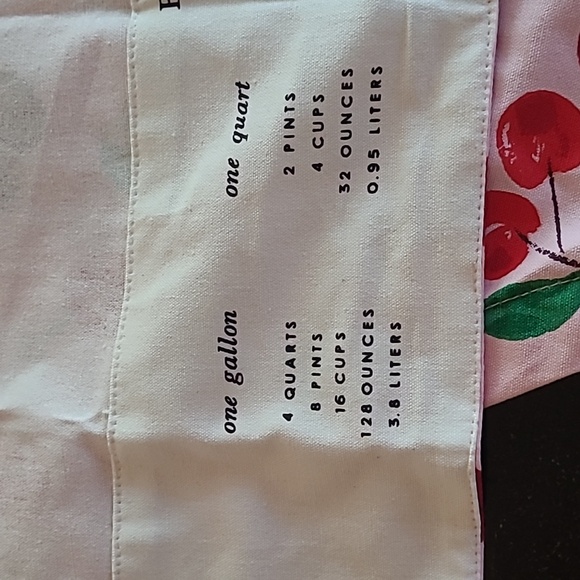 one gallon
4 QUARTS
8 PINTS
16 CUPS
128 OUNCES
3.8 LITERS
one quart
2 PINTS
4 CUPS
32 OUNCES
0.95 LITERS